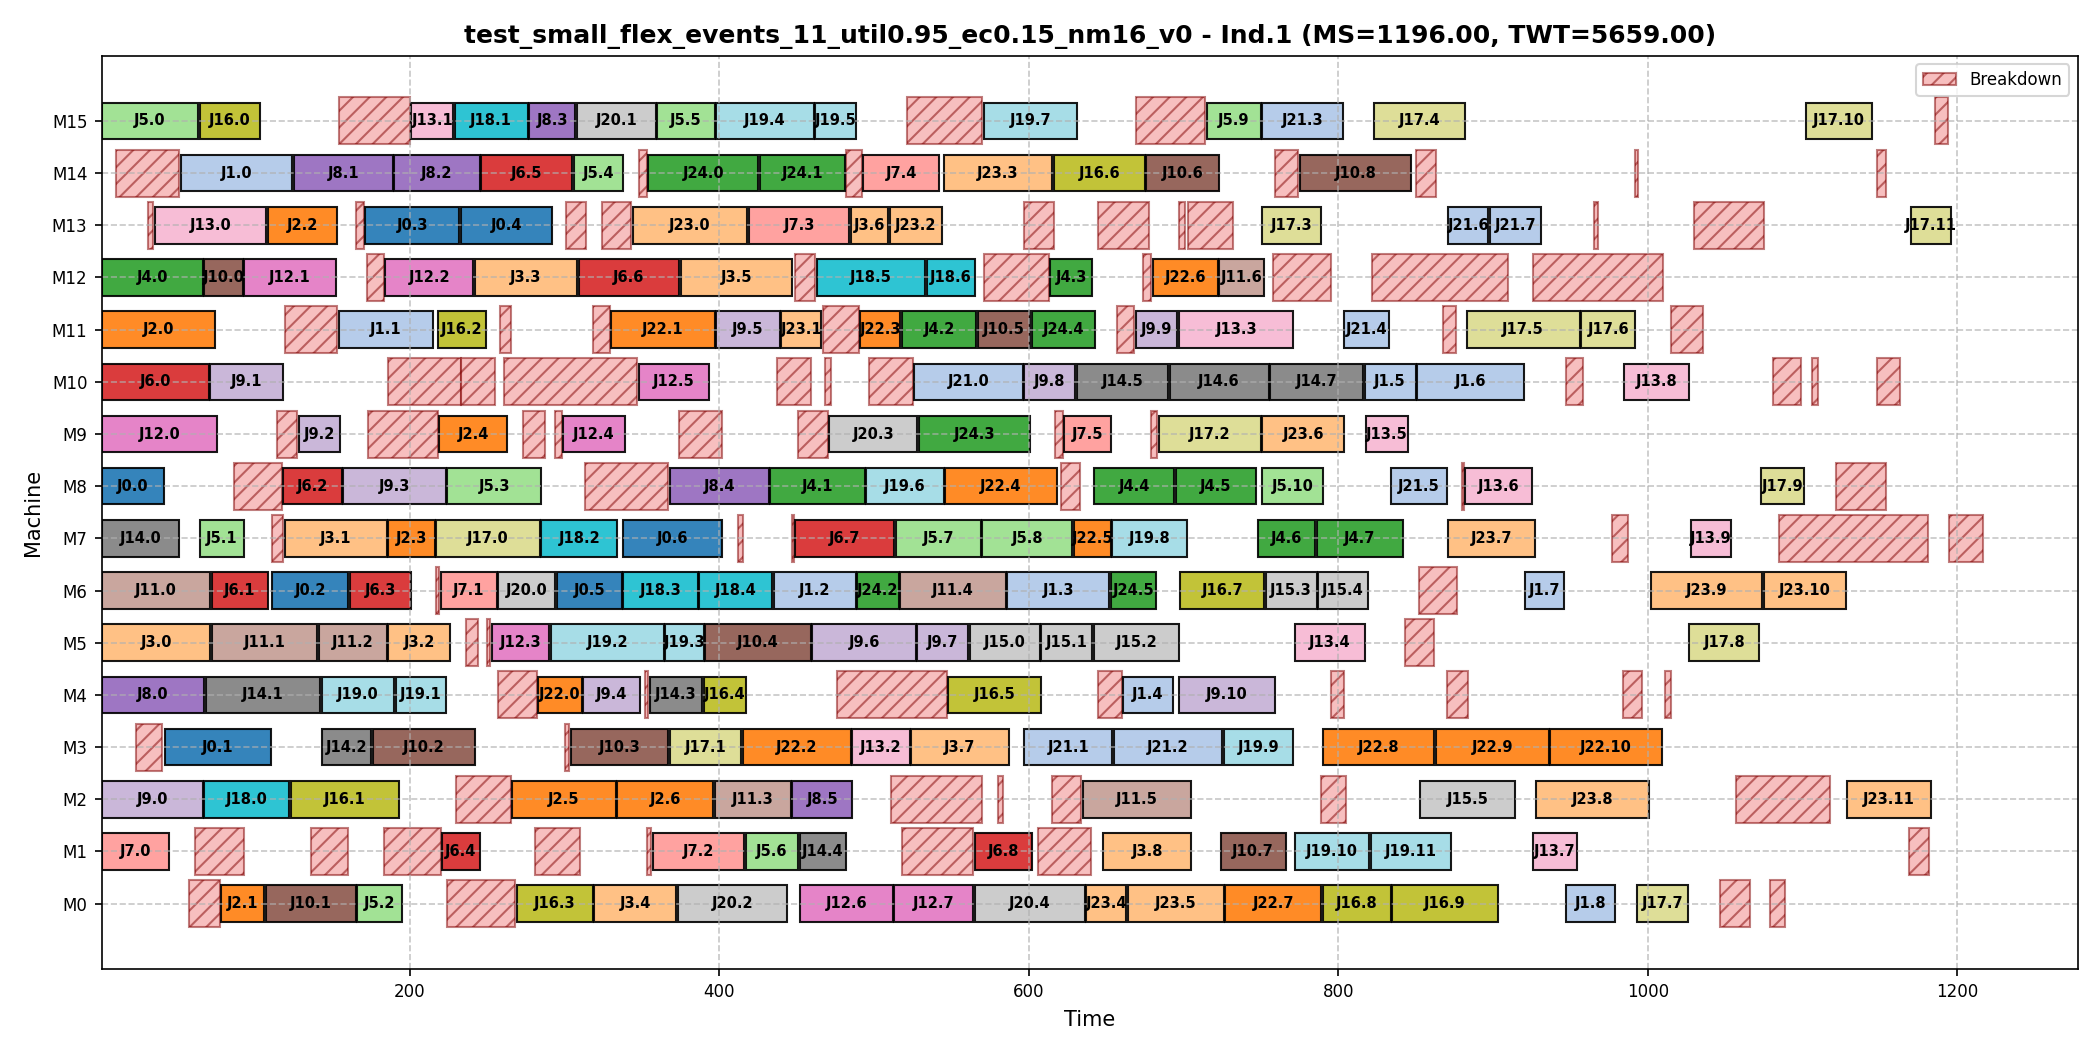 test_small_flex_events_11_util0.95_ec0.15_nm16_v0 - Ind.1 (MS=1196.00, TWT=5659.00)
Breakdown
M15 J5.0 J16.0 J13.1 J18.1 J8.3 J20.1 J5.5 J19.4 J19.5 J19.7 J5.9 J21.3 J17.4 J17.10
M14 J1.0 J8.1 J8.2 J6.5 J5.4 J24.0 J24.1 J7.4 J23.3 J16.6 J10.6 J10.8
M13 J13.0 J2.2 J0.3 J0.4 J23.0 J7.3 J3.6 J23.2 J17.3 J21.6 J21.7 J17.11
M12 J4.0 J10.0 J12.1 J12.2 J3.3 J6.6 J3.5 J18.5 J18.6 J4.3 J22.6 J11.6
M11 J2.0 J1.1 J16.2 J22.1 J9.5 J23.1 J22.3 J4.2 J10.5 J24.4 J9.9 J13.3 J21.4 J17.5 J17.6
M10 J6.0 J9.1 J12.5 J21.0 J9.8 J14.5 J14.6 J14.7 J1.5 J1.6 J13.8
M9 J12.0 J9.2 J2.4 J12.4 J20.3 J24.3 J7.5 J17.2 J23.6 J13.5
M8 J0.0 J6.2 J9.3 J5.3 J8.4 J4.1 J19.6 J22.4 J4.4 J4.5 J5.10 J21.5 J13.6 J17.9
M7 J14.0 J5.1 J3.1 J2.3 J17.0 J18.2 J0.6 J6.7 J5.7 J5.8 J22.5 J19.8 J4.6 J4.7 J23.7 J13.9
M6 J11.0 J6.1 J0.2 J6.3 J7.1 J20.0 J0.5 J18.3 J18.4 J1.2 J24.2 J11.4 J1.3 J24.5 J16.7 J15.3 J15.4 J1.7 J23.9 J23.10
M5 J3.0 J11.1 J11.2 J3.2 J12.3 J19.2 J19.3 J10.4 J9.6 J9.7 J15.0 J15.1 J15.2 J13.4 J17.8
M4 J8.0 J14.1 J19.0 J19.1 J22.0 J9.4 J14.3 J16.4 J16.5 J1.4 J9.10
M3 J0.1 J14.2 J10.2 J10.3 J17.1 J22.2 J13.2 J3.7 J21.1 J21.2 J19.9 J22.8 J22.9 J22.10
M2 J9.0 J18.0 J16.1 J2.5 J2.6 J11.3 J8.5 J11.5 J15.5 J23.8 J23.11
M1 J7.0 J6.4 J7.2 J5.6 J14.4 J6.8 J3.8 J10.7 J19.10 J19.11 J13.7
M0 J2.1 J10.1 J5.2 J16.3 J3.4 J20.2 J12.6 J12.7 J20.4 J23.4 J23.5 J22.7 J16.8 J16.9 J1.8 J17.7
Machine
200 400 600 800 1000 1200
Time